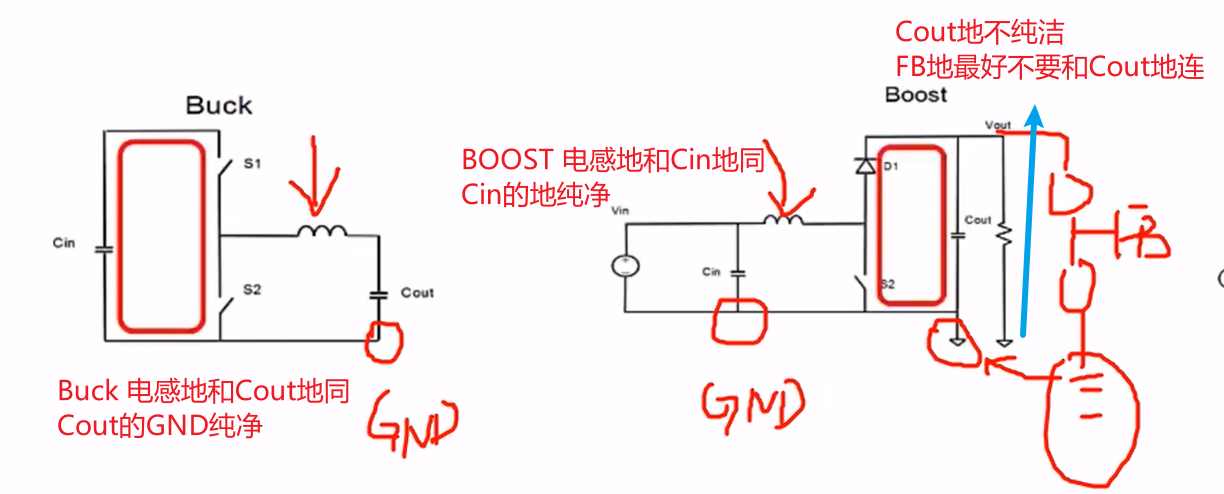 Cout地不纯洁
FB地最好不要和Cout地连
Buck
Boost
Vout
S1
D1
BOOST 电感地和Cin地同
Cin的地纯净
Vin
Cout
FB
Cin
Cin
S2
S2
Cout
Buck 电感地和Cout地同
Cout的GND纯净
GND
GND